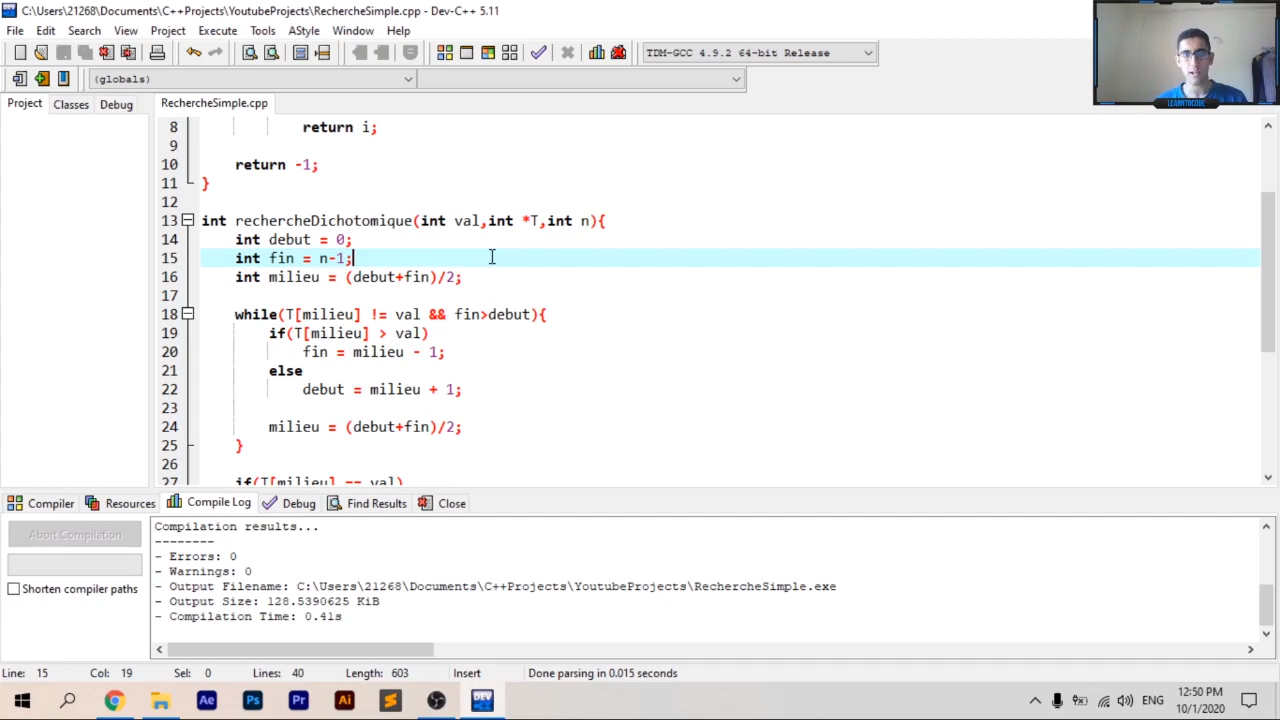 C:\Users\21268\Documents\C++Projects\YoutubeProjects\RechercheSimple.cpp - Dev-C++ 5.11
File Edit Search View Project Execute Tools AStyle Window Help
TDM-GCC 4.9.2 64-bit Release
(globals)
Project Classes Debug RechercheSimple.cpp
LEARNTOCODE
8 return i;
9
10 return -1;
11 }
12
13 int rechercheDichotomique(int val,int *T,int n){
14 int debut = 0;
15 int fin = n-1;
16 int milieu = (debut+fin)/2;
17
18 while(T[milieu] != val && fin>debut){
19 if(T[milieu] > val)
20 fin = milieu - 1;
21 else
22 debut = milieu + 1;
23
24 milieu = (debut+fin)/2;
25 }
26
27 if(T[milieu] == val)
Compiler Resources Compile Log Debug Find Results Close
Abort Compilation
Shorten compiler paths
Compilation results...
--------
- Errors: 0
- Warnings: 0
- Output Filename: C:\Users\21268\Documents\C++Projects\YoutubeProjects\RechercheSimple.exe
- Output Size: 128.5390625 KiB
- Compilation Time: 0.41s
Line: 15 Col: 19 Sel: 0 Lines: 40 Length: 603 Insert Done parsing in 0.015 seconds
Ae Ps Pr Ai DEV ENG 12:50 PM
10/1/2020